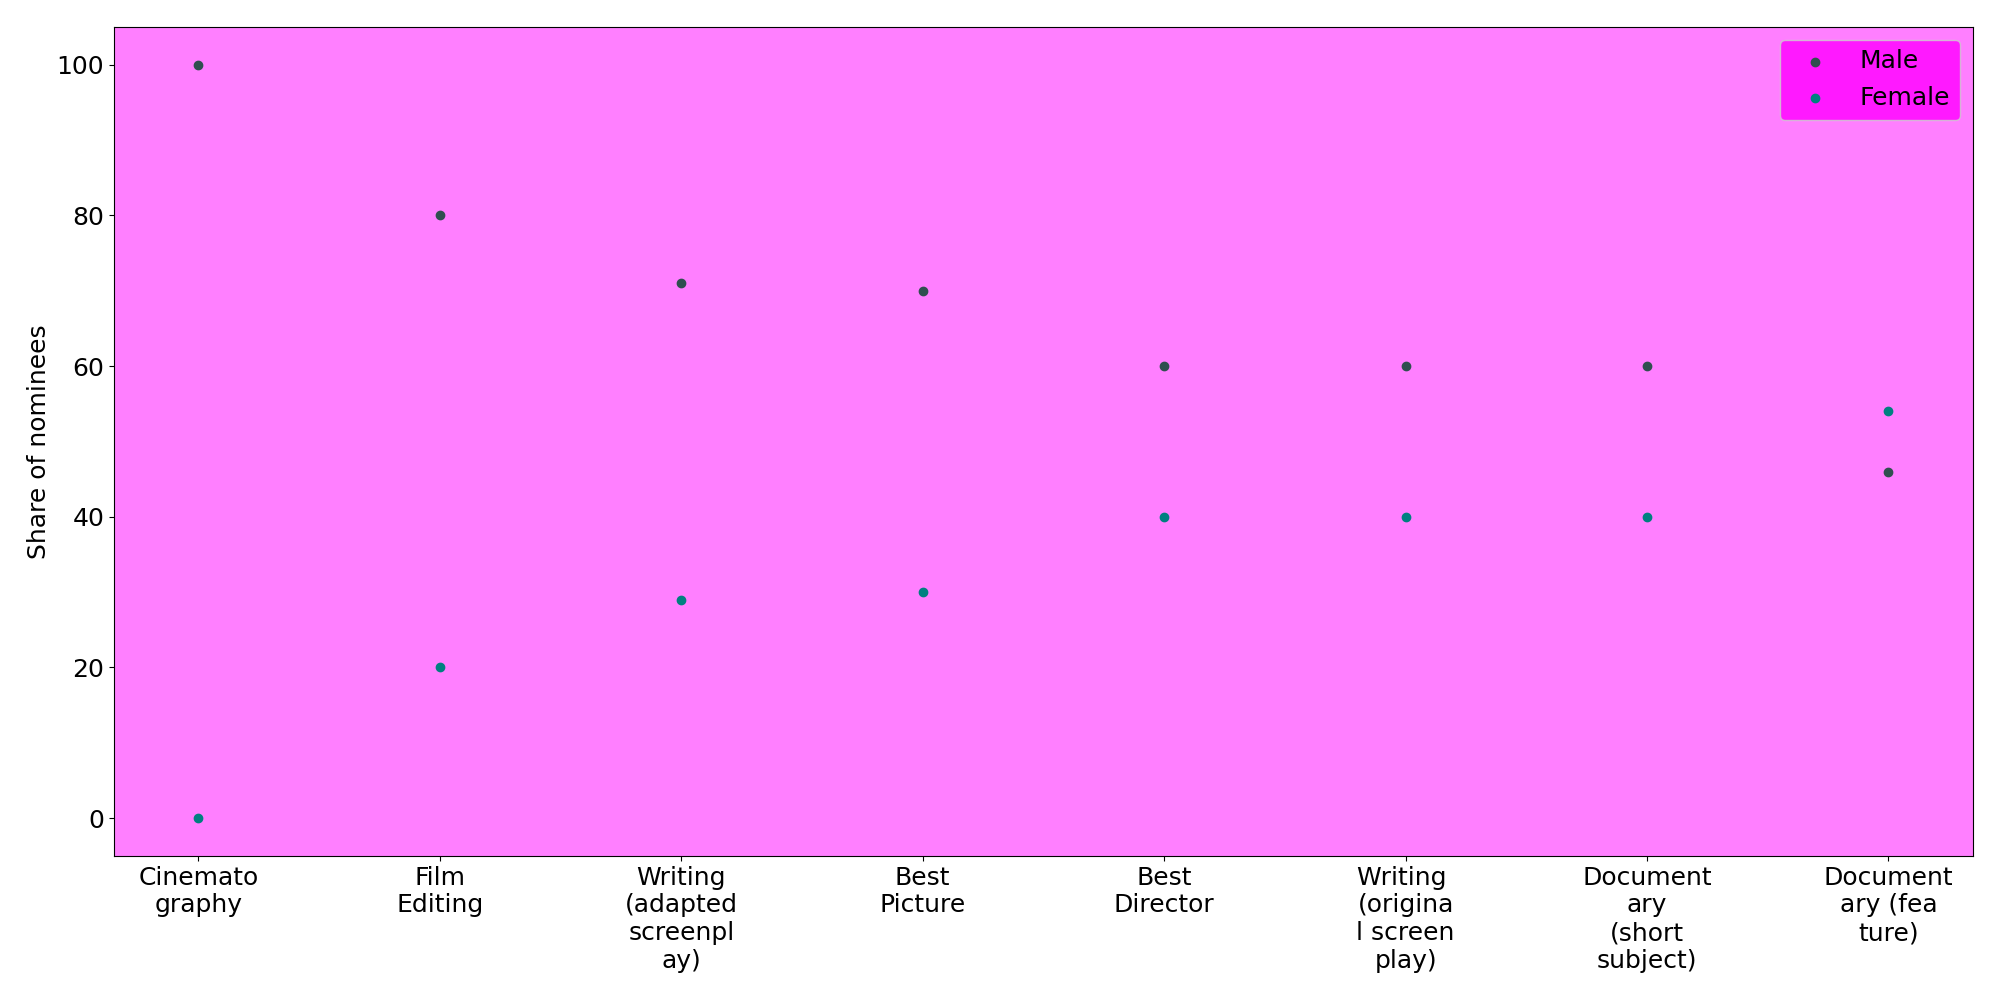 Male
Female
Share of nominees
100
80
60
40
20
0
Cinemato
graphy
Film
Editing
Writing
(adapted
screenpl
ay)
Best
Picture
Best
Director
Writing
(origina
l screen
play)
Document
ary
(short
subject)
Document
ary (fea
ture)